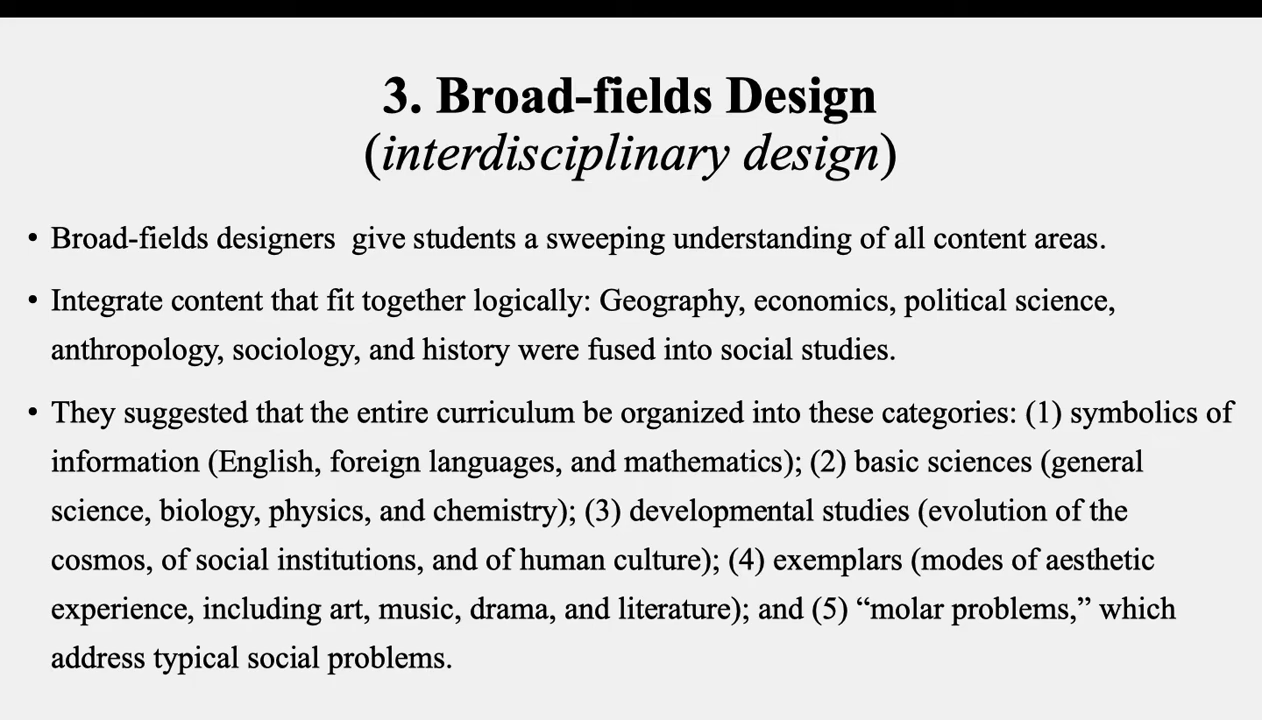 3. Broad-fields Design
(interdisciplinary design)
• Broad-fields designers  give students a sweeping understanding of all content areas.
• Integrate content that fit together logically: Geography, economics, political science,
anthropology, sociology, and history were fused into social studies.
• They suggested that the entire curriculum be organized into these categories: (1) symbolics of
information (English, foreign languages, and mathematics); (2) basic sciences (general
science, biology, physics, and chemistry); (3) developmental studies (evolution of the
cosmos, of social institutions, and of human culture); (4) exemplars (modes of aesthetic
experience, including art, music, drama, and literature); and (5) “molar problems,” which
address typical social problems.